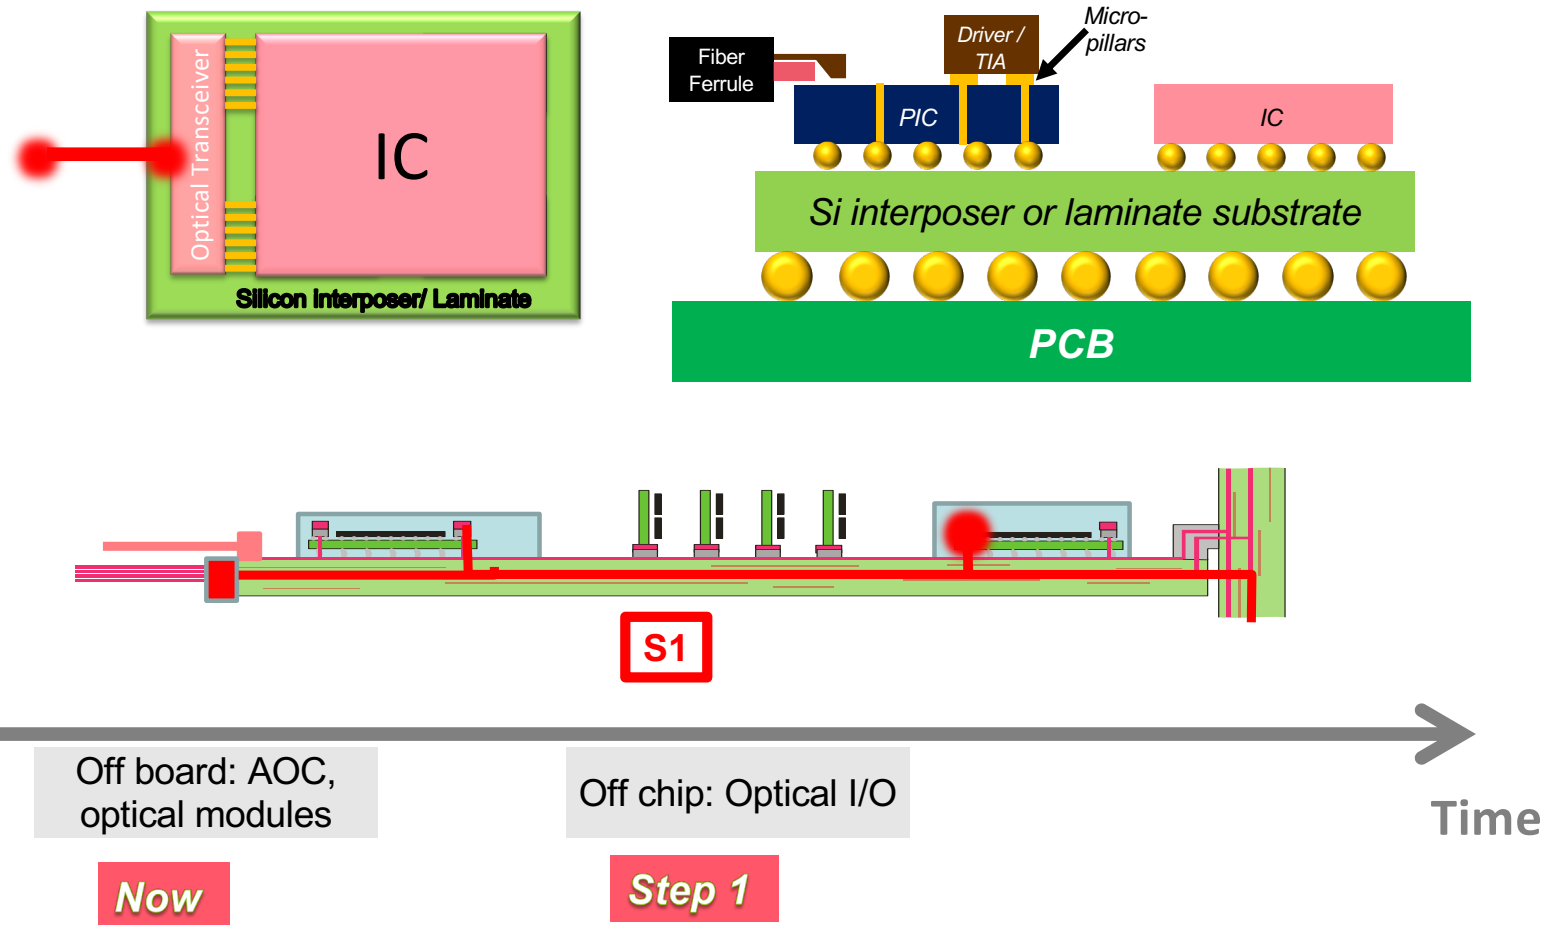 Optical Transceiver
IC
Silicon interposer/ Laminate
Fiber
Ferrule
Driver /
TIA
Micro-
pillars
PIC
IC
Si interposer or laminate substrate
PCB
S1
Off board: AOC,
optical modules
Off chip: Optical I/O
Time
Now
Step 1